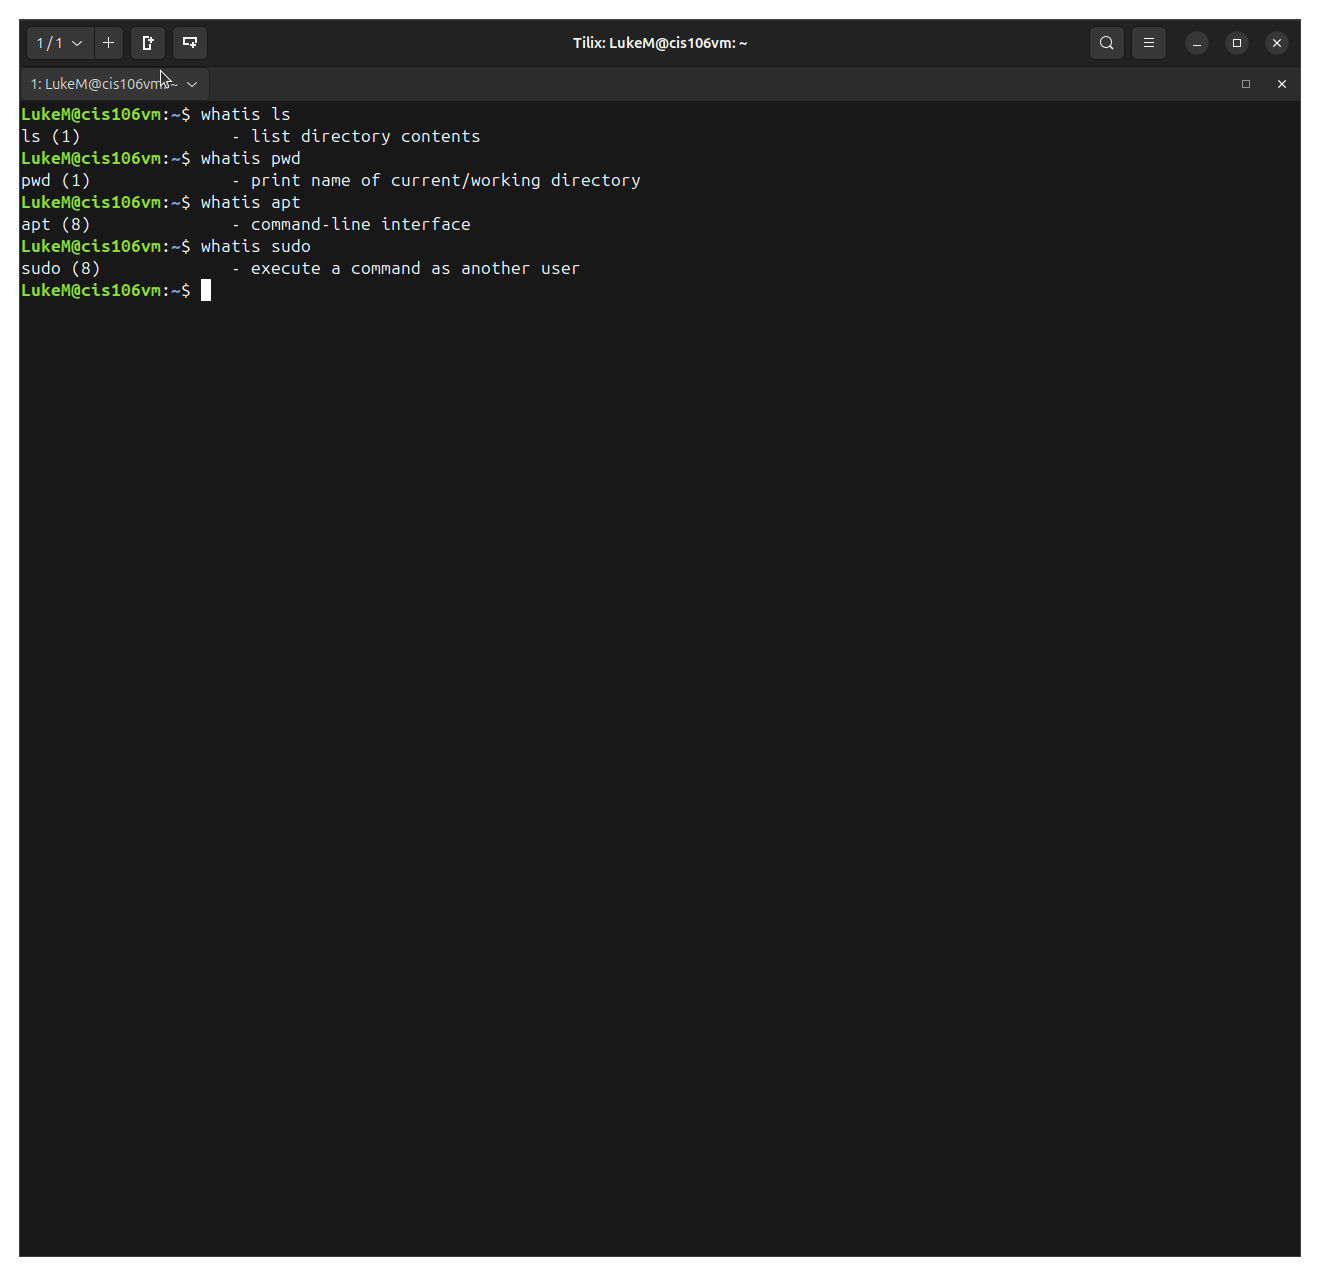 1 / 1
Tilix: LukeM@cis106vm: ~
1: LukeM@cis106vm: ~
LukeM@cis106vm:~$ whatis ls
ls (1)               - list directory contents
LukeM@cis106vm:~$ whatis pwd
pwd (1)              - print name of current/working directory
LukeM@cis106vm:~$ whatis apt
apt (8)              - command-line interface
LukeM@cis106vm:~$ whatis sudo
sudo (8)             - execute a command as another user
LukeM@cis106vm:~$